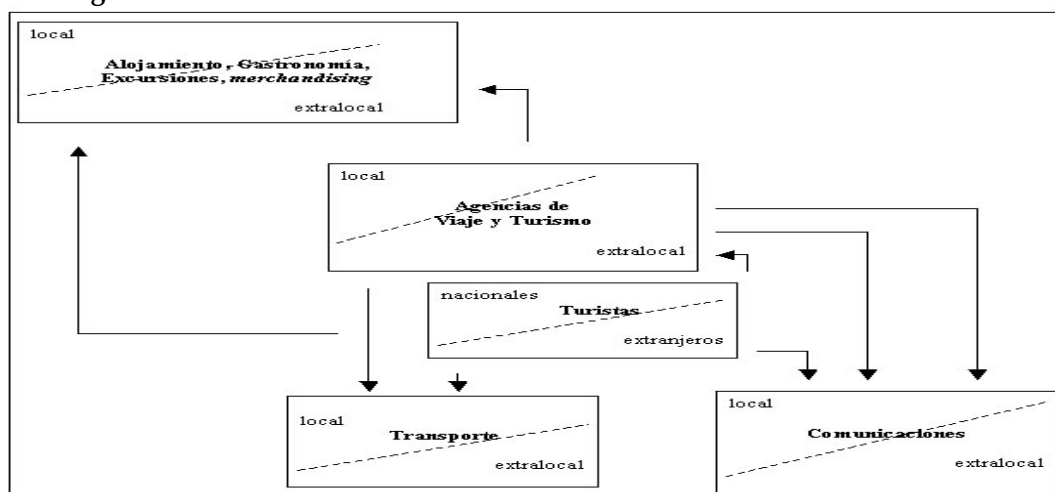 local
Alojamiento, Gastronomía,
Excursiones, merchandising
extralocal
local
Agencias de
Viaje y Turismo
extralocal
nacionales
Turistas
extranjeros
local
Transporte
extralocal
local
Comunicaciones
extralocal